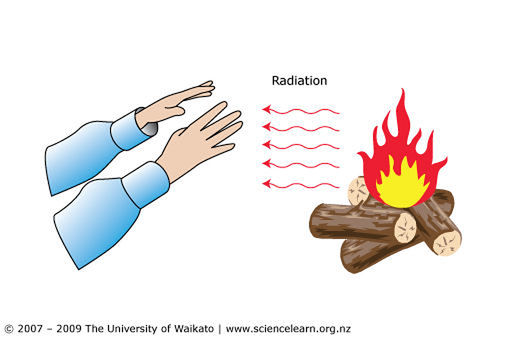 Radiation
© 2007 – 2009 The University of Waikato | www.sciencelearn.org.nz